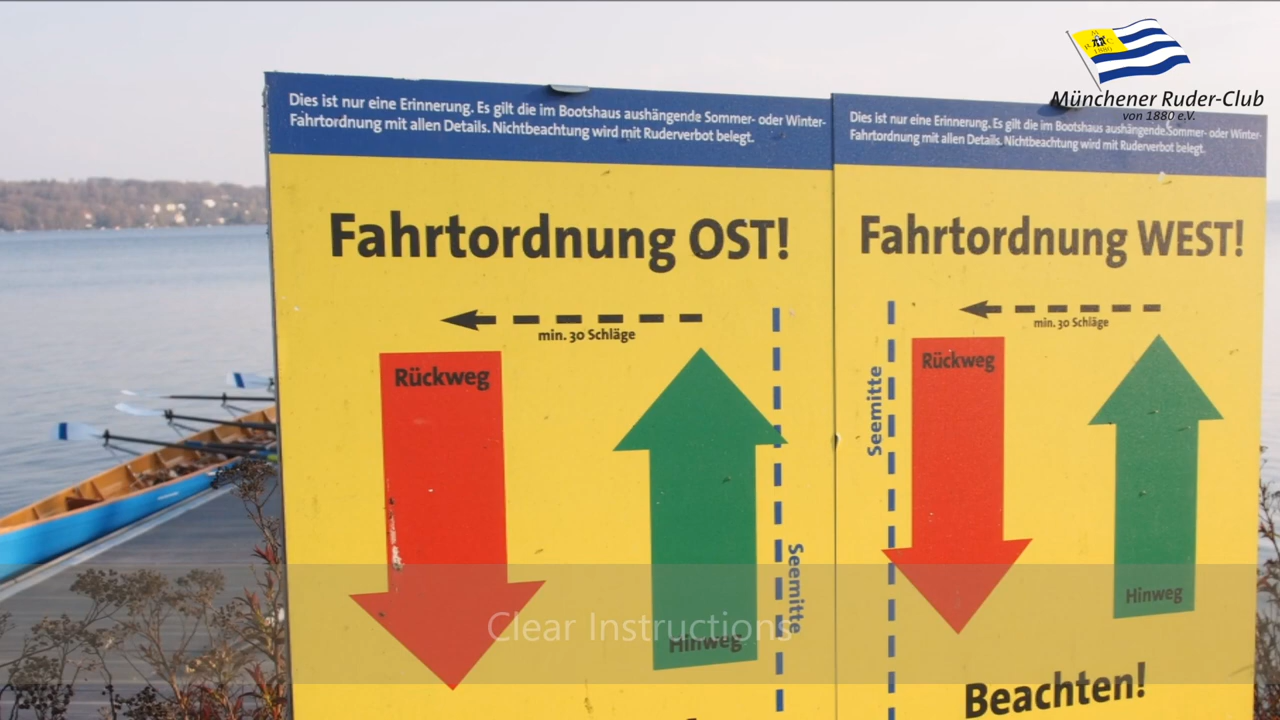 Münchener Ruder-Club
von 1880 e.V.
Dies ist nur eine Erinnerung. Es gilt die im Bootshaus aushängende Sommer- oder Winter-
Fahrtordnung mit allen Details. Nichtbeachtung wird mit Ruderverbot belegt.
Fahrtordnung OST!
min. 30 Schläge
Rückweg
Seemitte
Hinweg
Dies ist nur eine Erinnerung. Es gilt die im Bootshaus aushängende Sommer- oder Winter-
Fahrtordnung mit allen Details. Nichtbeachtung wird mit Ruderverbot belegt.
Fahrtordnung WEST!
min. 30 Schläge
Seemitte
Rückweg
Hinweg
Beachten!
Clear Instructions